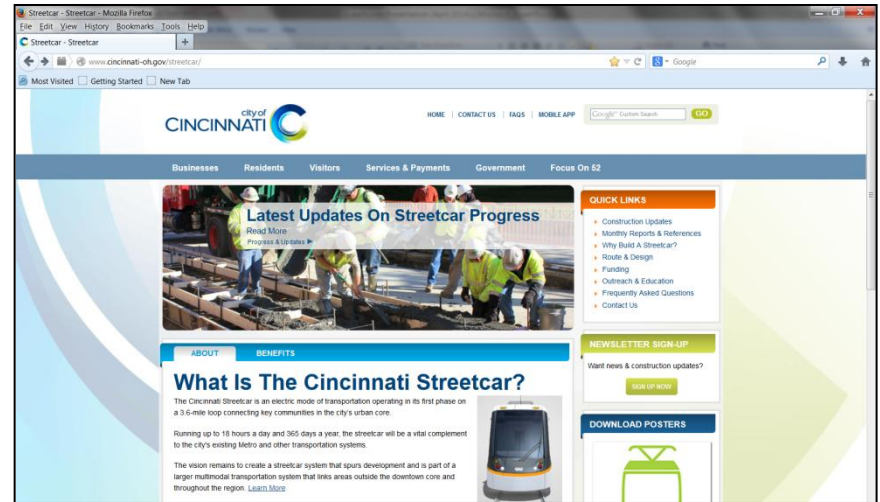 Streetcar - Streetcar - Mozilla Firefox
File Edit View History Bookmarks Tools Help
Streetcar - Streetcar
www.cincinnati-oh.gov/streetcar/
Google
Most Visited Getting Started New Tab
city of
CINCINNATI
HOME | CONTACT US | FAQS | MOBILE APP
Google™ Custom Search GO
Businesses Residents Visitors Services & Payments Government Focus On 52
Latest Updates On Streetcar Progress
Read More
Progress & Updates
QUICK LINKS
Construction Updates
Monthly Reports & References
Why Build A Streetcar?
Route & Design
Funding
Outreach & Education
Frequently Asked Questions
Contact Us
ABOUT BENEFITS
What Is The Cincinnati Streetcar?
The Cincinnati Streetcar is an electric mode of transportation operating in its first phase on
a 3.6-mile loop connecting key communities in the city's urban core.
Running up to 18 hours a day and 365 days a year, the streetcar will be a vital complement
to the city's existing Metro and other transportation systems.
The vision remains to create a streetcar system that spurs development and is part of a
larger multimodal transportation system that links areas outside the downtown core and
throughout the region. Learn More
NEWSLETTER SIGN-UP
Want news & construction updates?
SIGN UP NOW
DOWNLOAD POSTERS